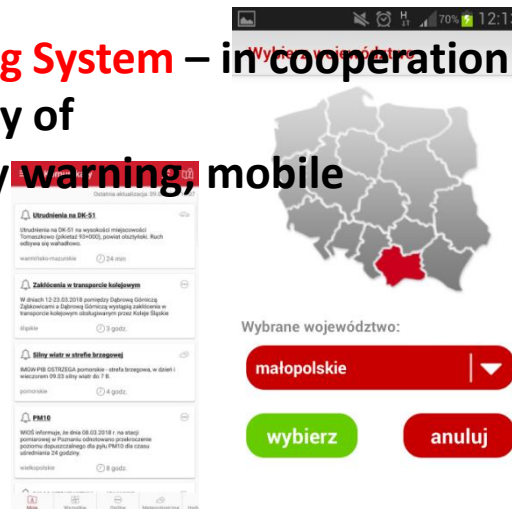 g System – in cooperation
y of
y warning, mobile
70% 12:1
Wybierz województwo
Utrudnienia na DK-51
Utrudnienia na DK-51 na wysokości miejscowości
Tomaszkowo (pikietaż 93+000), powiat olsztyński. Ruch
odbywa się wahadłowo.
warmińsko-mazurskie 24 min
Zakłócenia w transporcie kolejowym
W dniach 12-23.03.2018 pomiędzy Dąbrową Górniczą
Ząbkowicami a Dąbrową Górniczą wystąpią zakłócenia w
transporcie kolejowym obsługiwanym przez Koleje Śląskie
śląskie 3 godz.
Silny wiatr w strefie brzegowej
IMGW-PIB OSTRZEGA pomorskie - strefa brzegowa, w dzień i
wieczorem 09.03 silny wiatr do 7 B.
pomorskie 4 godz.
PM10
WIOŚ informuje, że dnia 08.03.2018 r. na stacji
pomiarowej w Poznaniu odnotowano przekroczenie
poziomu dopuszczalnego dla pyłu PM10 dla czasu
uśredniania 24 godziny.
wielkopolskie 8 godz.
Wybrane województwo:
małopolskie
wybierz anuluj